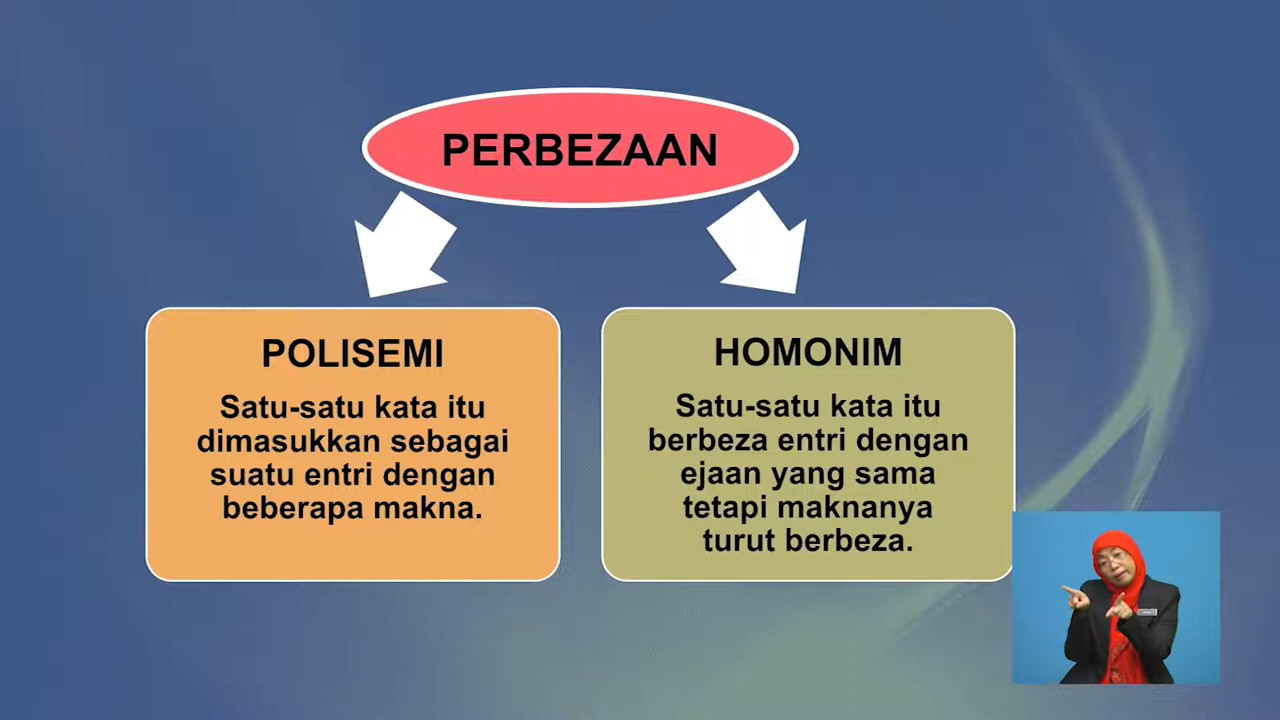 PERBEZAAN
POLISEMI
Satu-satu kata itu
dimasukkan sebagai
suatu entri dengan
beberapa makna.
HOMONIM
Satu-satu kata itu
berbeza entri dengan
ejaan yang sama
tetapi maknanya
turut berbeza.